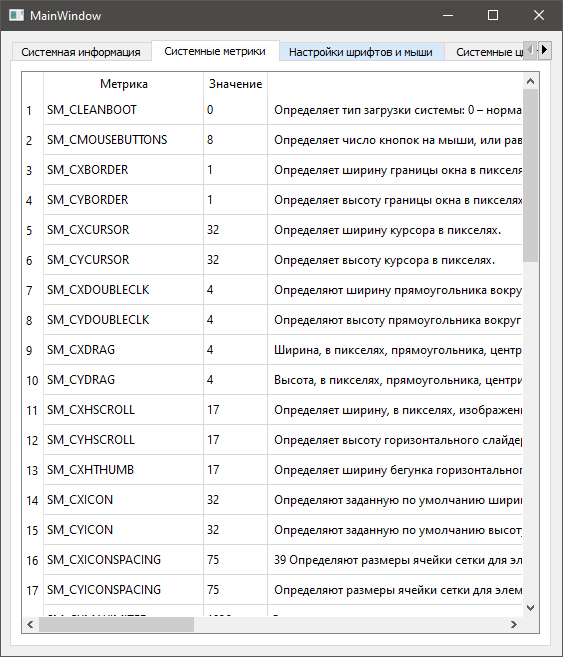 MainWindow
Системная информация Системные метрики Настройки шрифтов и мыши Системные
Метрика Значение
1 SM_CLEANBOOT 0 Определяет тип загрузки системы: 0 – норма
2 SM_CMOUSEBUTTONS 8 Определяет число кнопок на мыши, или рав
3 SM_CXBORDER 1 Определяет ширину границы окна в пикселя
4 SM_CYBORDER 1 Определяет высоту границы окна в пикселях
5 SM_CXCURSOR 32 Определяет ширину курсора в пикселях.
6 SM_CYCURSOR 32 Определяет высоту курсора в пикселях.
7 SM_CXDOUBLECLK 4 Определяют ширину прямоугольника вокру
8 SM_CYDOUBLECLK 4 Определяют высоту прямоугольника вокруг
9 SM_CXDRAG 4 Ширина, в пикселях, прямоугольника, центр
10 SM_CYDRAG 4 Высота, в пикселях, прямоугольника, центри
11 SM_CXHSCROLL 17 Определяет ширину, в пикселях, изображен
12 SM_CYHSCROLL 17 Определяет высоту горизонтального слайдер
13 SM_CXHTHUMB 17 Определяет ширину бегунка горизонтальног
14 SM_CXICON 32 Определяют заданную по умолчанию шири
15 SM_CYICON 32 Определяют заданную по умолчанию высоту
16 SM_CXICONSPACING 75 39 Определяют размеры ячейки сетки для эл
17 SM_CYICONSPACING 75 Определяют размеры ячейки сетки для элем